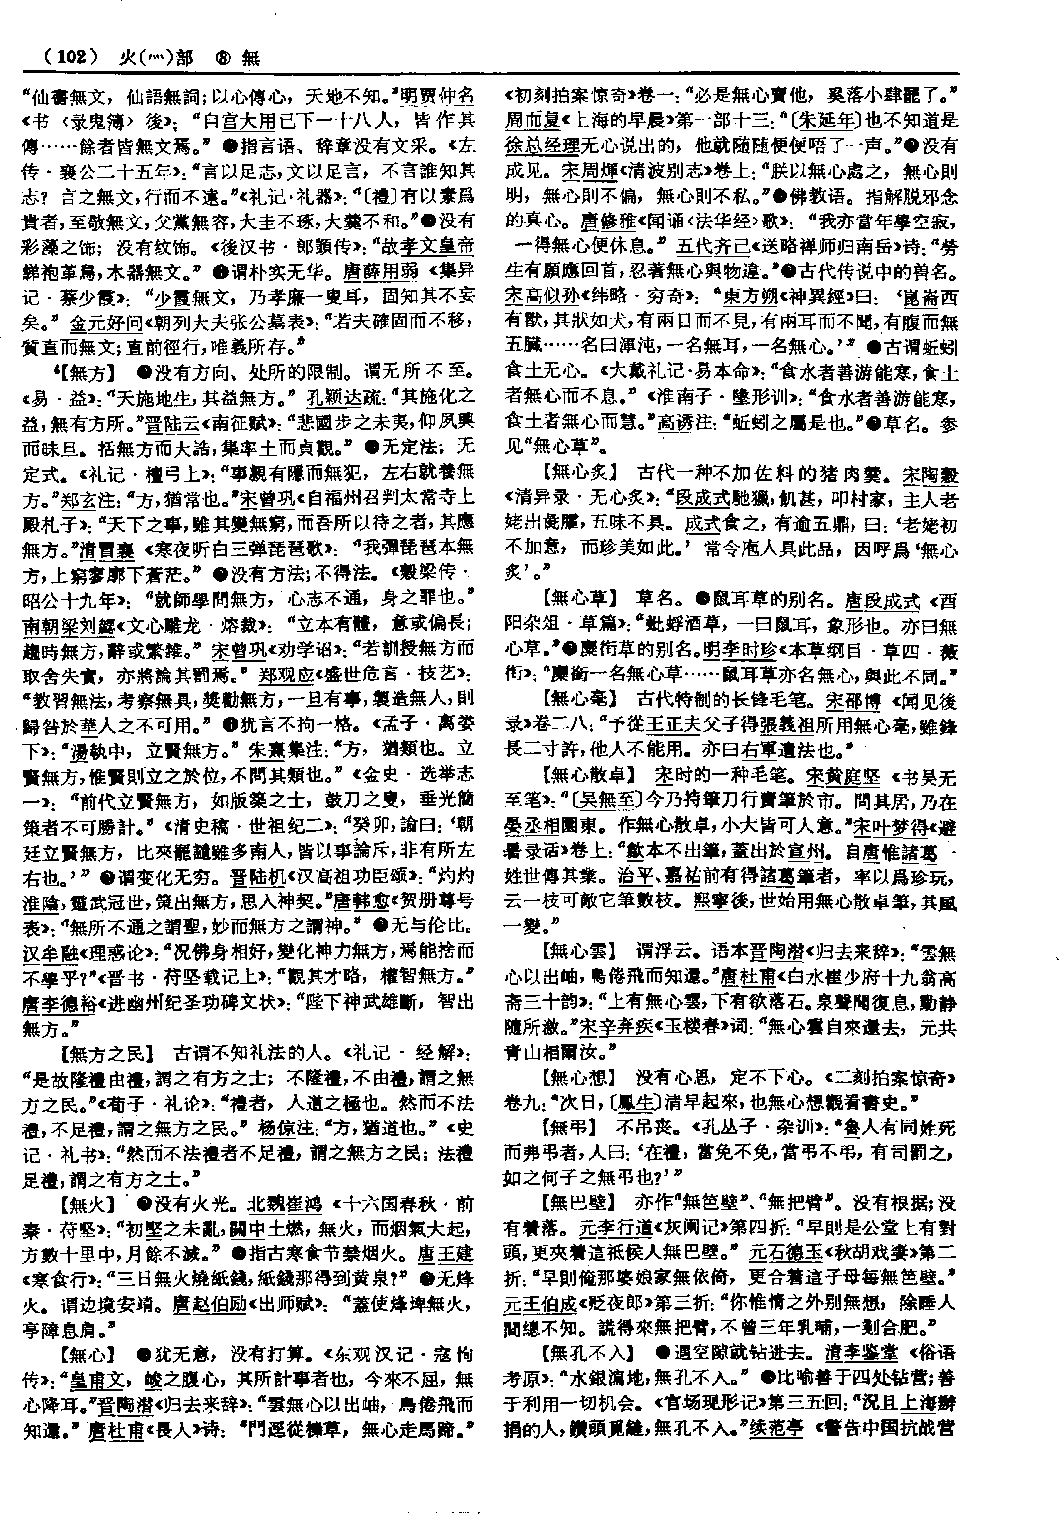 (102) 火(灬)部 ⑧ 無
“仙書無文，仙語無詞；以心傳心，天地不知。”明贾仲名
《书〈录鬼簿〉後》：“自言大用已下一十八人，皆作其
傳……餘者皆無文焉。”❷指言语、辞章没有文采。《左
传·襄公二十五年》：“言以足志，文以足言，不言誰知其
志？言之無文，行而不遠。”《礼记·礼器》：“〔禮〕有以素爲
貴者，至敬無文，父黨無容，大圭不琢，大羹不和。”❸没有
彩藻之饰；没有纹饰。《後汉书·郎顗传》：“故孝文皇帝
綈袍革舄，木器無文。”❹谓朴实无华。唐薛用弱《集异
记·蔡少霞》：“少霞無文，乃孝廉一叟耳，固知其不妄
矣。”金元好问《朝列大夫张公墓表》：“若夫確固而不移，
質直而無文；直前徑行，唯義所存。”
【無方】 ❶没有方向、处所的限制。谓无所不至。
《易·益》：“天施地生，其益無方。”孔颖达疏：“其施化之
益，無有方所。”晋陆云《南征赋》：“悲國步之未夷，仰夙興
而昧旦。括無方而大誥，集率土而貞觀。”❷无定法；无
定式。《礼记·檀弓上》：“事親有隱而無犯，左右就養無
方。”郑玄注：“方，猶常也。”宋曾巩《自福州召判太常寺上
殿札子》：“天下之事，雖其變無窮，而吾所以待之者，其應
無方。”清曹襄《寒夜听白三弹琵琶歌》：“我彈琵琶本無
方，上窮寥廓下蒼茫。”❸没有方法；不得法。《穀梁传·
昭公十九年》：“就師學問無方，心志不通，身之罪也。”
南朝梁刘勰《文心雕龙·熔裁》：“立本有體，意或偏長；
趨時無方，辭或繁雜。”宋曾巩《劝学诏》：“若訓授無方而
取舍失實，亦將論其罰焉。”郑观应《盛世危言·技艺》：
“教習無法，考察無具，獎勸無方，一旦有事，製造無人，則
歸咎於華人之不可用。”❹犹言不拘一格。《孟子·离娄
下》：“湯執中，立賢無方。”朱熹集注：“方，猶類也。立
賢無方，惟賢則立之於位，不問其類也。”《金史·选举志
一》：“前代立賢無方，如版築之士，鼓刀之叟，垂光簡
策者不可勝計。”《清史稿·世祖纪二》：“癸卯，諭曰：‘朝
廷立賢無方，比來罷譴雖多南人，皆以事論斥，非有所左
右也。’”❺谓变化无穷。晋陆机《汉高祖功臣颂》：“灼灼
淮陰，靈武冠世，策出無方，思入神契。”唐韩愈《贺册尊号
表》：“無所不通之謂聖，妙而無方之謂神。”❻无与伦比。
汉牟融《理惑论》：“况佛身相好，變化神力無方，焉能捨而
不學乎？”《晋书·苻坚载记上》：“觀其才略，權智無方。”
唐李德裕《进幽州纪圣功碑文状》：“陛下神武雄斷，智出
無方。”
【無方之民】 古谓不知礼法的人。《礼记·经解》：
“是故隆禮由禮，謂之有方之士；不隆禮，不由禮，謂之無
方之民。”《荀子·礼论》：“禮者，人道之極也。然而不法
禮，不足禮，謂之無方之民。”杨倞注：“方，猶道也。”《史
记·礼书》：“然而不法禮者不足禮，謂之無方之民；法禮
足禮，謂之有方之士。”
【無火】 ❶没有火光。北魏崔鸿《十六国春秋·前
秦·苻坚》：“初堅之未亂，關中土燃，無火，而烟氣大起，
方數十里中，月餘不滅。”❷指古寒食节禁烟火。唐王建
《寒食行》：“三日無火燒紙錢，紙錢那得到黄泉？”❸无烽
火。谓边境安靖。唐赵伯励《出师赋》：“蓋使烽埤無火，
亭障息肩。”
【無心】 ❶犹无意，没有打算。《东观汉记·寇恂
传》：“皇甫文，峻之腹心，其所計事者也，今來不屈，無
心降耳。”晋陶潜《归去来辞》：“雲無心以出岫，鳥倦飛而
知還。”唐杜甫《畏人》诗：“門逕從榛草，無心走馬蹄。”
《初刻拍案惊奇》卷一：“必是無心賣他，奚落小肆罷了。”
周而复《上海的早晨》第一部十三：“〔朱延年〕也不知道是
徐总经理无心说出的，他就随随便便唔了一声。”❷没有
成见。宋周煇《清波别志》卷上：“朕以無心處之，無心則
明，無心則不偏，無心則不私。”❸佛教语。指解脱邪念
的真心。唐修雅《闻诵〈法华经〉歌》：“我亦當年學空寂，
一得無心便休息。”五代齐己《送略禅师归南岳》诗：“勞
生有願應回首，忍著無心與物違。”❹古代传说中的兽名。
宋高似孙《纬略·穷奇》：“東方朔《神異經》曰：‘崑崙西
有獸，其狀如犬，有兩目而不見，有兩耳而不聞，有腹而無
五臟……名曰渾沌，一名無耳，一名無心。’”❺古谓蚯蚓
食土无心。《大戴礼记·易本命》：“食水者善游能寒，食土
者無心而不息。”《淮南子·墬形训》：“食水者善游能寒，
食土者無心而慧。”高诱注：“蚯蚓之屬是也。”❻草名。参
见“無心草”。
【無心炙】 古代一种不加佐料的猪肉羹。宋陶穀
《清异录·无心炙》：“段成式馳獵，飢甚，叩村家，主人老
姥出彘臛，五味不具。成式食之，有逾五鼎，曰：‘老姥初
不加意，而珍美如此。’常令庖人具此品，因呼爲‘無心
炙’。”
【無心草】 草名。❶鼠耳草的别名。唐段成式《酉
阳杂俎·草篇》：“蚍蜉酒草，一曰鼠耳，象形也。亦曰無
心草。”❷麋衔草的别名。明李时珍《本草纲目·草四·薇
衔》：“麋銜一名無心草……鼠耳草亦名無心，與此不同。”
【無心毫】 古代特制的长锋毛笔。宋邵博《闻见後
录》卷二八：“予從王正夫父子得張義祖所用無心毫，雖鋒
長二寸許，他人不能用。亦曰右軍遺法也。”
【無心散卓】 宋时的一种毛笔。宋黄庭坚《书吴无
至笔》：“〔吴無至〕今乃持筆刀行賣筆於市。問其居，乃在
晏丞相園東。作無心散卓，小大皆可人意。”宋叶梦得《避
暑录话》卷上：“歙本不出筆，蓋出於宣州。自唐惟諸葛
姓世傳其業。治平、嘉祐前有得諸葛筆者，率以爲珍玩，
云一枝可敵它筆數枝。熙寧後，世始用無心散卓筆，其風
一變。”
【無心雲】 谓浮云。语本晋陶潜《归去来辞》：“雲無
心以出岫，鳥倦飛而知還。”唐杜甫《白水崔少府十九翁高
斋三十韵》：“上有無心雲，下有欲落石。泉聲聞復息，動静
隨所激。”宋辛弃疾《玉楼春》词：“無心雲自來還去，元共
青山相爾汝。”
【無心想】 没有心思，定不下心。《二刻拍案惊奇》
卷九：“次日，〔鳳生〕清早起來，也無心想觀看書史。”
【無弔】 不吊丧。《孔丛子·杂训》：“魯人有同姓死
而弗弔者，人曰：‘在禮，當免不免，當弔不弔，有司罰之，
如之何子之無弔也？’”
【無巴壁】 亦作“無笆壁”、“無把臂”。没有根据；没
有着落。元李行道《灰阑记》第四折：“早則是公堂上有對
頭，更夾着這祗候人無巴壁。”元石德玉《秋胡戏妻》第二
折：“早則俺那婆娘家無依倚，更合着這子母每無笆壁。”
元王伯成《贬夜郎》第三折：“你惟情之外别無想，除睡人
間總不知。謊得來無把臂，不曾三年乳哺，一剗合肥。”
【無孔不入】 ❶遇空隙就钻进去。清李鉴堂《俗语
考原》：“水銀瀉地，無孔不入。”❷比喻善于四处钻营；善
于利用一切机会。《官场现形记》第三五回：“況且上海辦
捐的人，鑽頭覓縫，無孔不入。”续范亭《警告中国抗战营